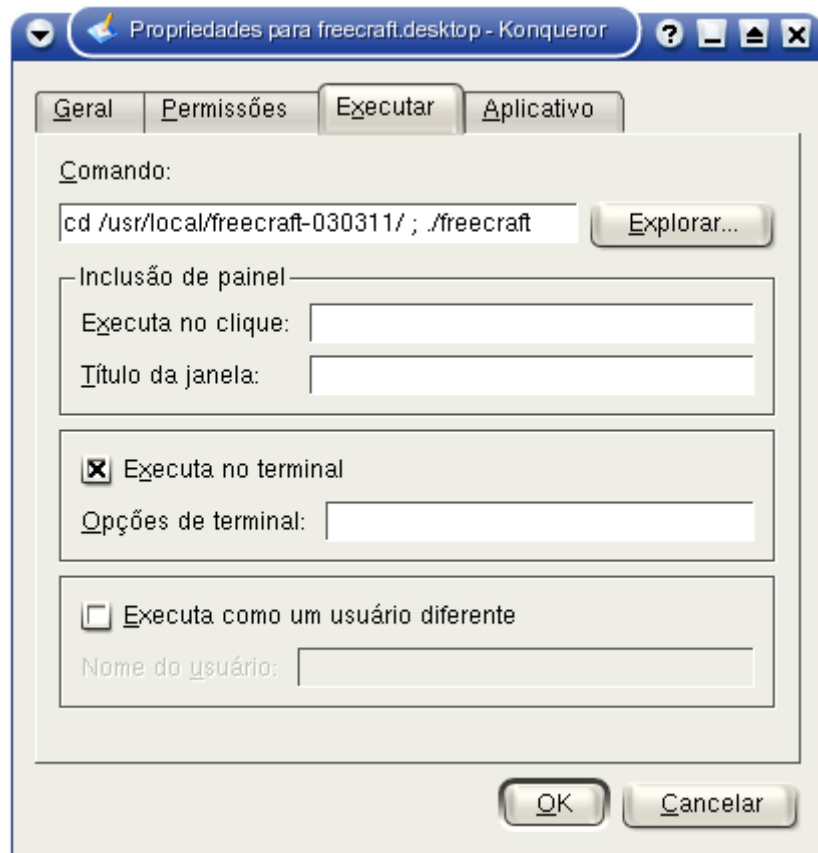 Propriedades para freecraft.desktop - Konqueror
Geral Permissões Executar Aplicativo
Comando:
cd /usr/local/freecraft-030311/ ; ./freecraft Explorar...
Inclusão de painel
Executa no clique:
Título da janela:
Executa no terminal
Opções de terminal:
Executa como um usuário diferente
Nome do usuário:
OK Cancelar